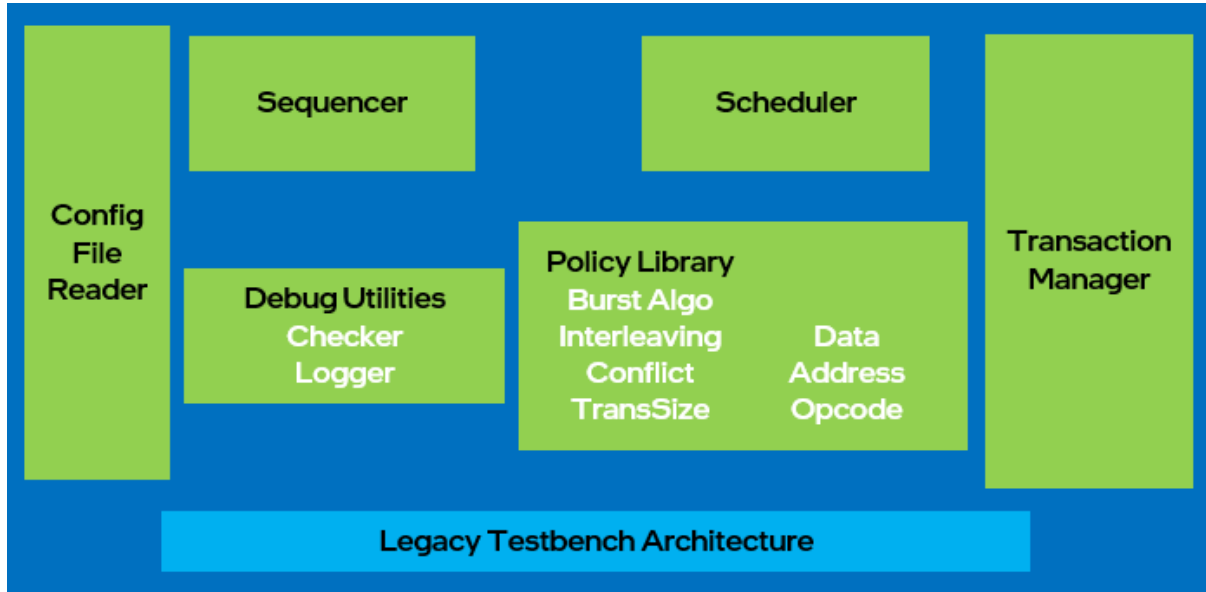 Sequencer
Scheduler
Config
File
Reader
Debug Utilities
Checker
Logger
Policy Library
Burst Algo
Interleaving Data
Conflict Address
TransSize Opcode
Transaction
Manager
Legacy Testbench Architecture